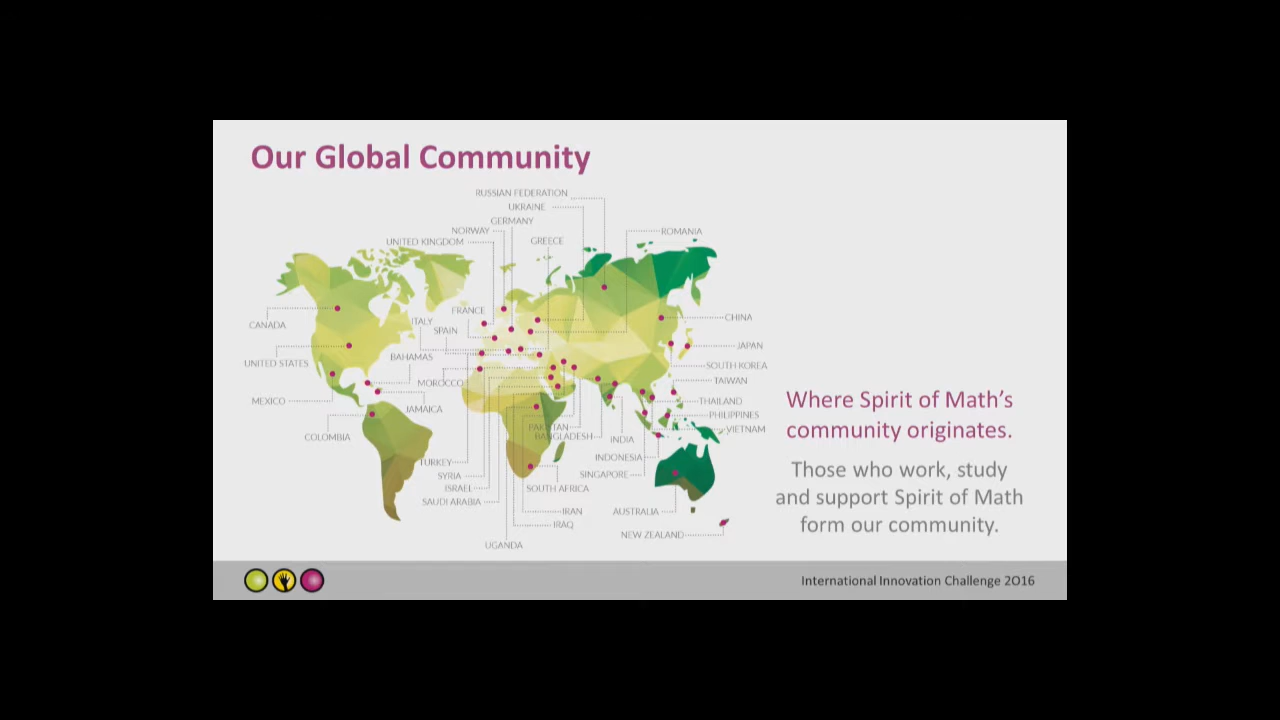 Our Global Community
RUSSIAN FEDERATION
UKRAINE
GERMANY
NORWAY
ROMANIA
UNITED KINGDOM
GREECE
FRANCE
CANADA
ITALY
SPAIN
CHINA
JAPAN
BAHAMAS
UNITED STATES
SOUTH KOREA
MOROCCO
TAIWAN
MEXICO
JAMAICA
THAILAND
PHILIPPINES
VIETNAM
PAKISTAN
BANGLADESH
INDIA
COLOMBIA
INDONESIA
TURKEY
SYRIA
SINGAPORE
ISRAEL
SOUTH AFRICA
SAUDI ARABIA
IRAN
AUSTRALIA
IRAQ
NEW ZEALAND
UGANDA
Where Spirit of Math's
community originates.
Those who work, study
and support Spirit of Math
form our community.
International Innovation Challenge 2016